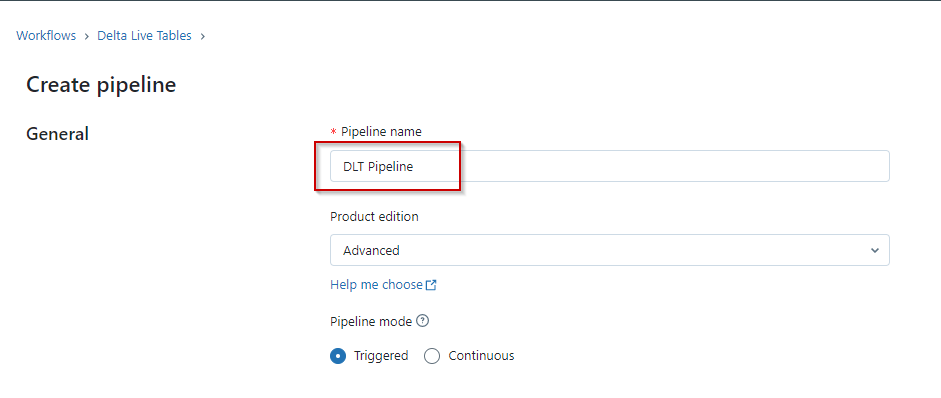 Workflows › Delta Live Tables ›
Create pipeline
General
* Pipeline name
DLT Pipeline
Product edition
Advanced
Help me choose
Pipeline mode
Triggered Continuous